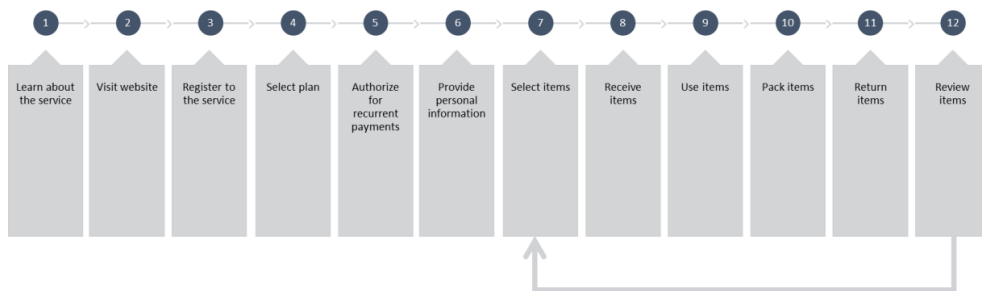 1 2 3 4 5 6 7 8 9 10 11 12
Learn about
the service
Visit website
Register to
the service
Select plan
Authorize
for
recurrent
payments
Provide
personal
information
Select items
Receive
items
Use items
Pack items
Return
items
Review
items